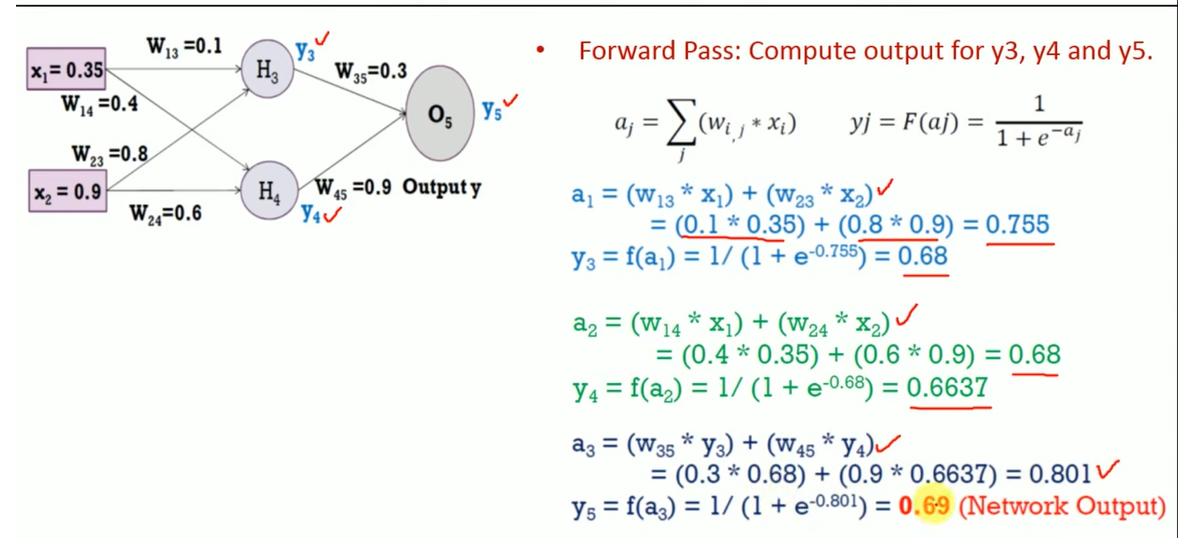 W13 =0.1
y3
x1= 0.35
H3
W35=0.3
W14 =0.4
O5
y5
W23 =0.8
x2 = 0.9
H4
W45 =0.9 Output y
W24=0.6
y4
• Forward Pass: Compute output for y3, y4 and y5.
aj = ∑j (wi,j * xi) yj = F(aj) = 1 / 1 + e^-aj
a1 = (w13 * x1) + (w23 * x2)
= (0.1 * 0.35) + (0.8 * 0.9) = 0.755
y3 = f(a1) = 1/ (1 + e^-0.755) = 0.68
a2 = (w14 * x1) + (w24 * x2)
= (0.4 * 0.35) + (0.6 * 0.9) = 0.68
y4 = f(a2) = 1/ (1 + e^-0.68) = 0.6637
a3 = (w35 * y3) + (w45 * y4)
= (0.3 * 0.68) + (0.9 * 0.6637) = 0.801
y5 = f(a3) = 1/ (1 + e^-0.801) = 0.69 (Network Output)